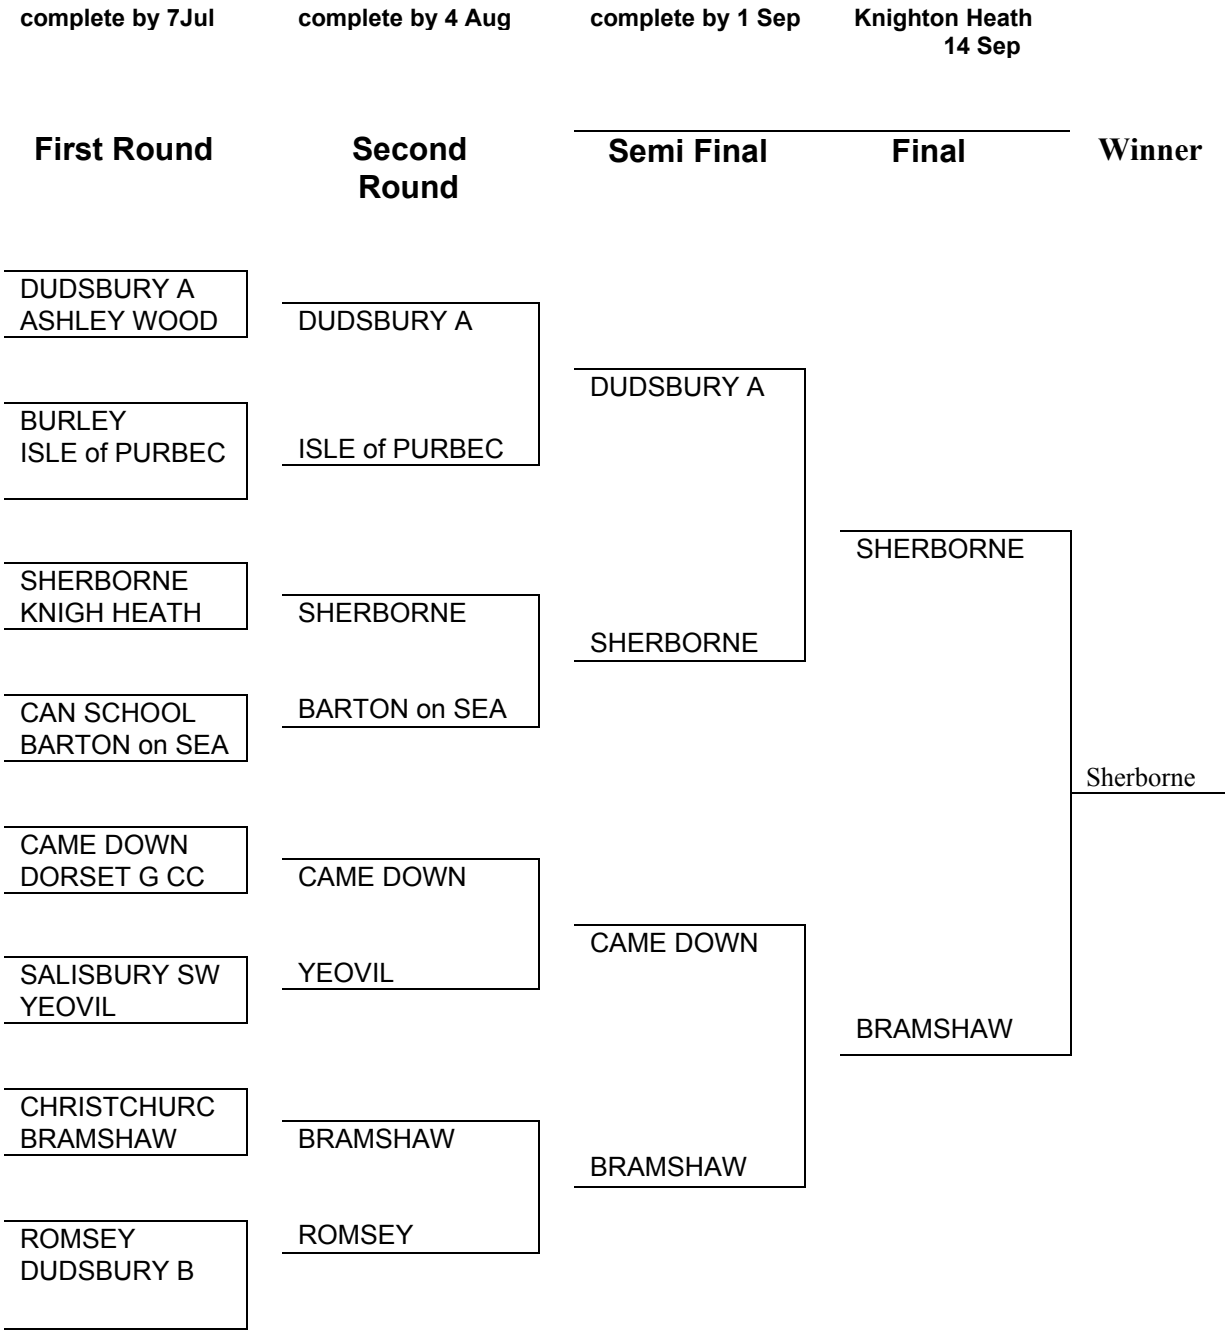 complete by 7Jul
complete by 4 Aug
complete by 1 Sep
Knighton Heath
14 Sep
First Round
Second
Round
Semi Final
Final
Winner
DUDSBURY A
ASHLEY WOOD
BURLEY
ISLE of PURBEC
SHERBORNE
KNIGH HEATH
CAN SCHOOL
BARTON on SEA
CAME DOWN
DORSET G CC
SALISBURY SW
YEOVIL
CHRISTCHURC
BRAMSHAW
ROMSEY
DUDSBURY B
DUDSBURY A
ISLE of PURBEC
SHERBORNE
BARTON on SEA
CAME DOWN
YEOVIL
BRAMSHAW
ROMSEY
DUDSBURY A
SHERBORNE
CAME DOWN
BRAMSHAW
SHERBORNE
BRAMSHAW
Sherborne